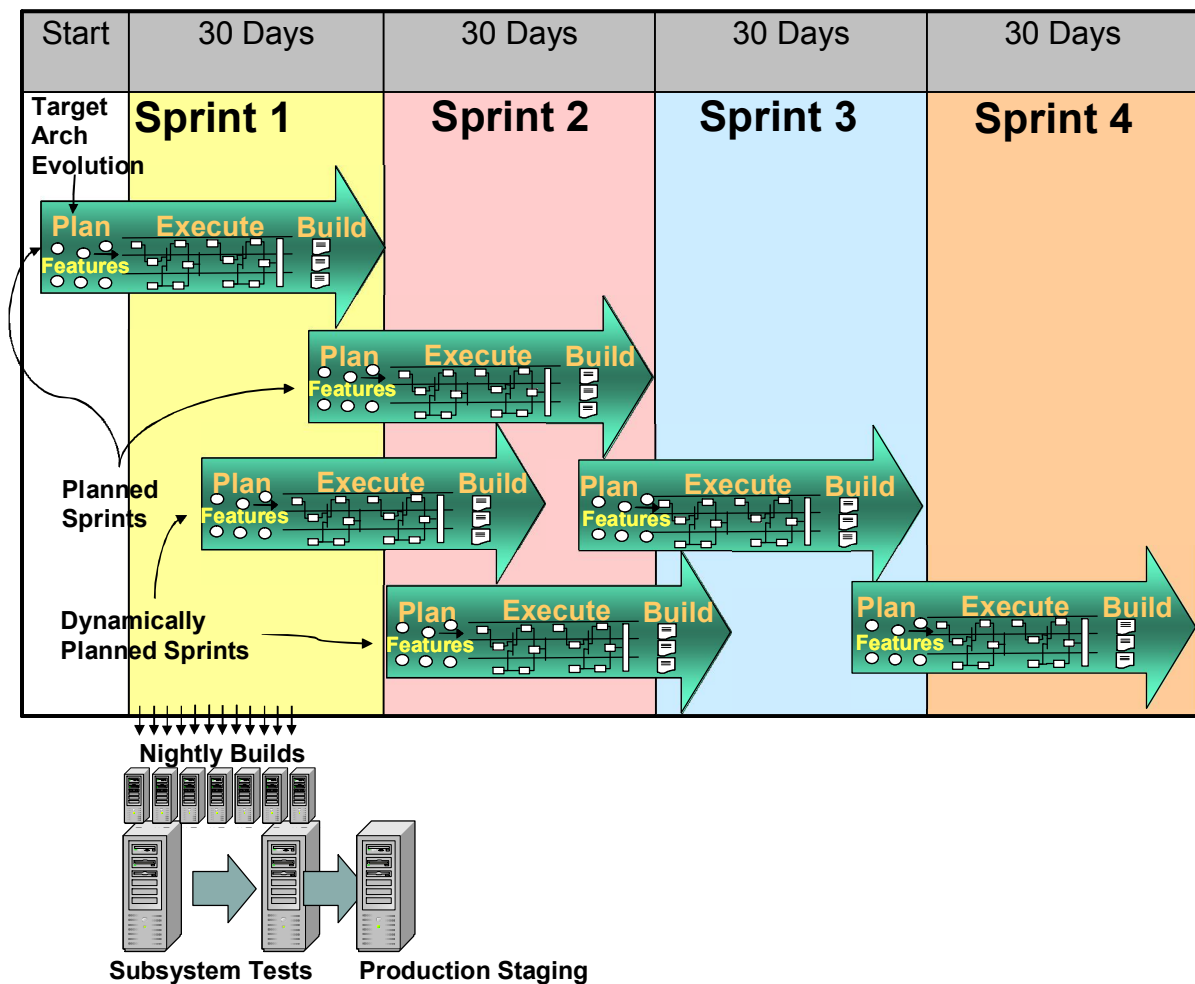 Start
30 Days
30 Days
30 Days
30 Days
Target
Arch
Evolution
Sprint 1
Sprint 2
Sprint 3
Sprint 4
Plan
Execute
Build
Features
Plan
Execute
Build
Features
Planned
Sprints
Plan
Execute
Build
Features
Plan
Execute
Build
Features
Dynamically
Planned Sprints
Plan
Execute
Build
Features
Plan
Execute
Build
Features
Nightly Builds
Subsystem Tests
Production Staging